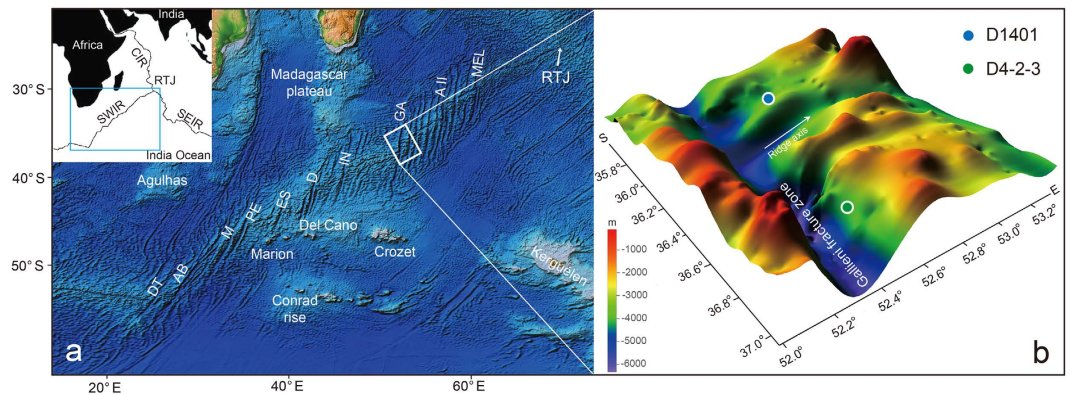 India
Africa
CIR
RTJ
SWIR
SEIR
India Ocean
30° S
40° S
50° S
Madagascar
plateau
RTJ
MEL
A II
GA
IN
D
ES
PE
M
AB
DT
Agulhas
Del Cano
Marion
Crozet
Kerguelen
Conrad
rise
a
20° E
40° E
60° E
D1401
D4-2-3
Ridge axis
Gallieni fracture zone
S
35.8°
36.0°
36.2°
36.4°
36.6°
36.8°
37.0°
52.0°
52.2°
52.4°
52.6°
52.8°
53.0°
53.2°
E
m
-1000
-2000
-3000
-4000
-5000
-6000
b